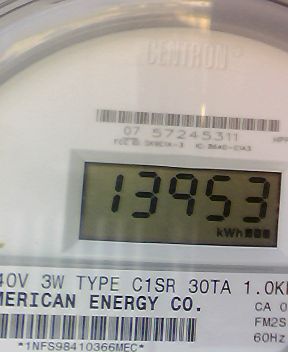 CENTRON
07 57245311
13953
kWh
40V 3W TYPE C1SR 30TA 1.0K
MERICAN ENERGY CO.
CA 0
FM2S
60Hz
*1NFS98410366MEC*